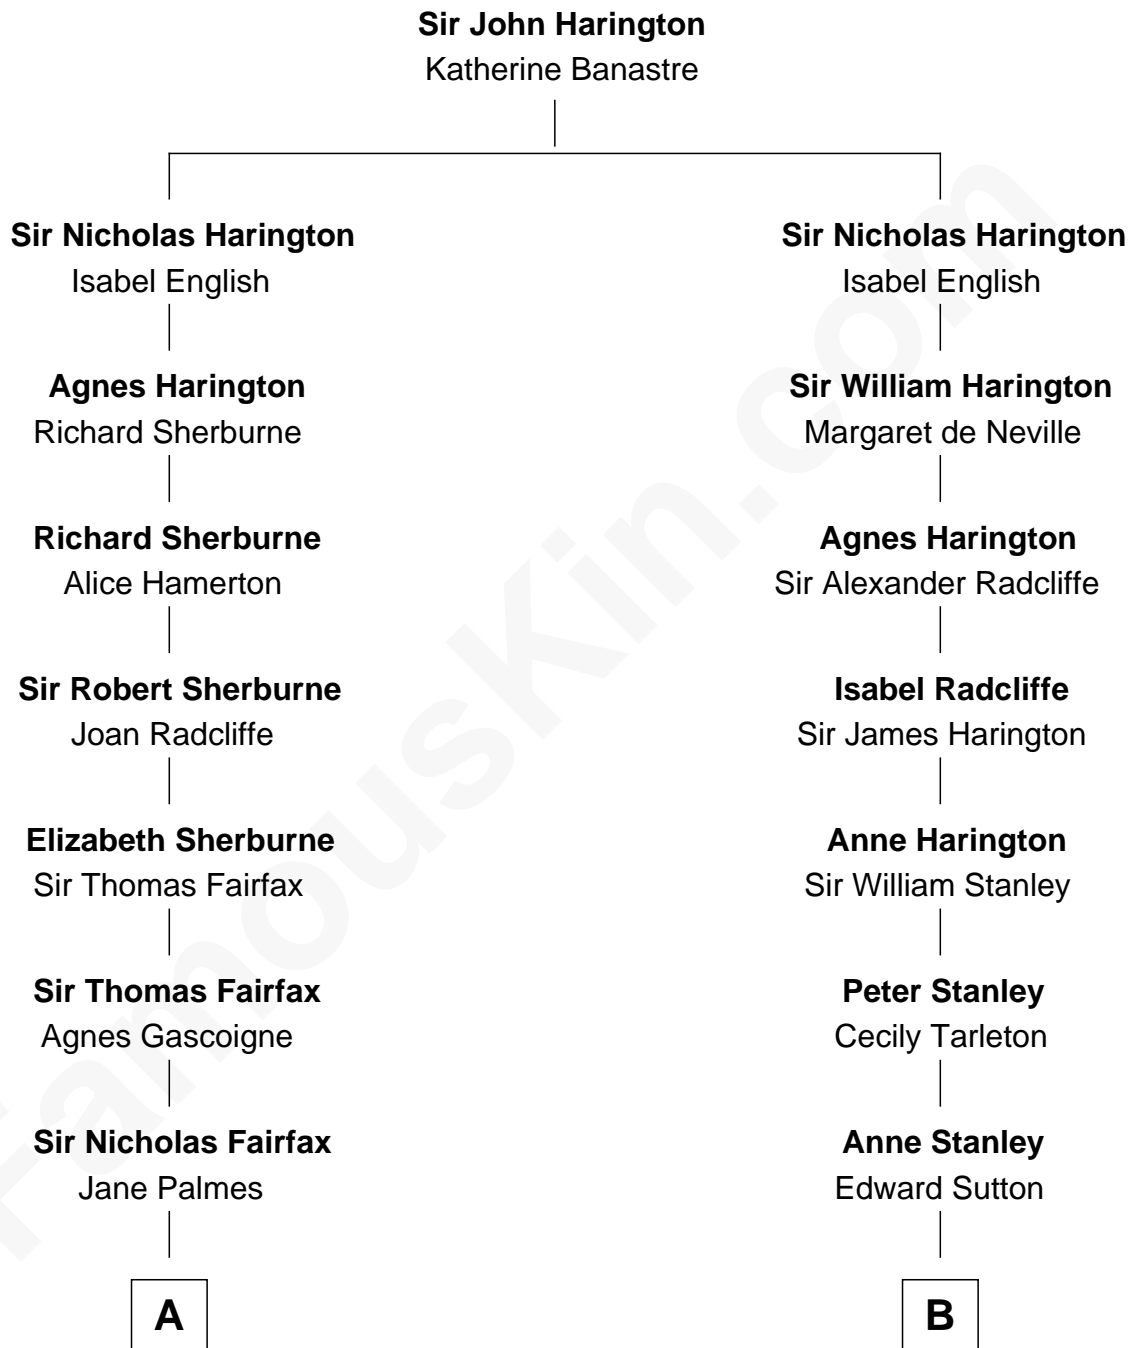 Sir John Harington
Katherine Banastre
Sir Nicholas Harington
Isabel English
Agnes Harington
Richard Sherburne
Richard Sherburne
Alice Hamerton
Sir Robert Sherburne
Joan Radcliffe
Elizabeth Sherburne
Sir Thomas Fairfax
Sir Thomas Fairfax
Agnes Gascoigne
Sir Nicholas Fairfax
Jane Palmes
A
Sir Nicholas Harington
Isabel English
Sir William Harington
Margaret de Neville
Agnes Harington
Sir Alexander Radcliffe
Isabel Radcliffe
Sir James Harington
Anne Harington
Sir William Stanley
Peter Stanley
Cecily Tarleton
Anne Stanley
Edward Sutton
B
FamousKin.com